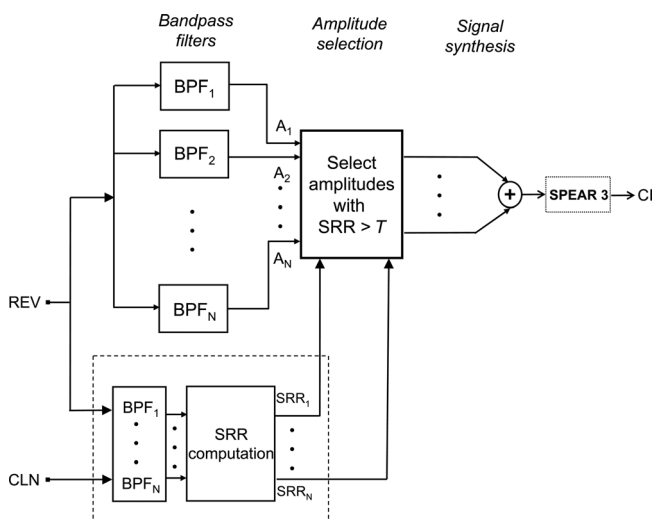 Bandpass
filters
Amplitude
selection
Signal
synthesis
BPF1
BPF2
BPFN
A1
A2
AN
Select
amplitudes
with
SRR > T
+
SPEAR 3
CI
REV
CLN
BPF1
BPFN
SRR
computation
SRR1
SRRN